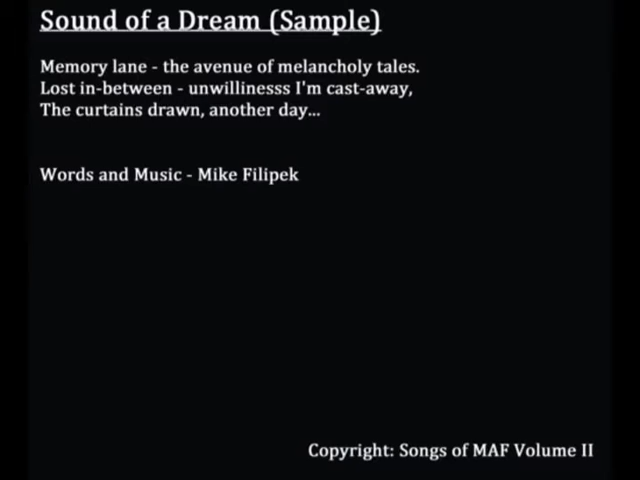 Sound of a Dream (Sample)
Memory lane - the avenue of melancholy tales.
Lost in-between - unwillinesss I'm cast-away,
The curtains drawn, another day...
Words and Music - Mike Filipek
Copyright: Songs of MAF Volume II